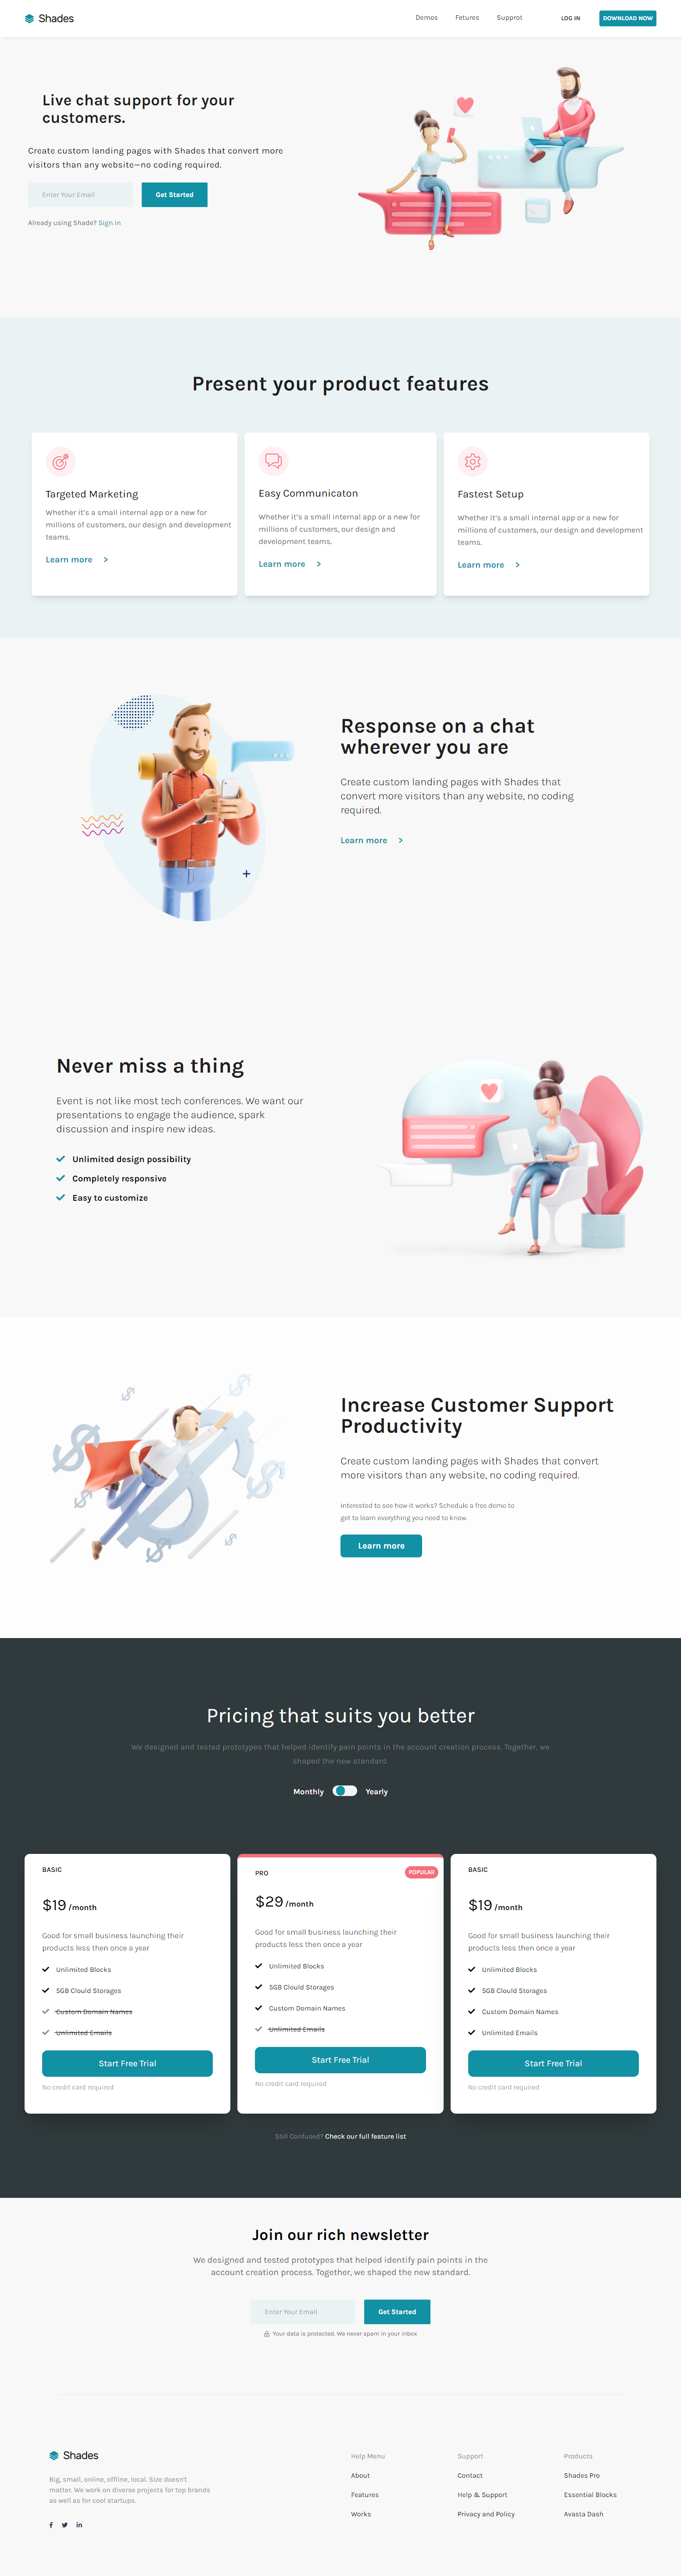 Shades
Demos Fetures Supprot LOG IN DOWNLOAD NOW
Live chat support for your
customers.
Create custom landing pages with Shades that convert more
visitors than any website—no coding required.
Enter Your Email Get Started
Already using Shade? Sign in
Present your product features
Targeted Marketing
Whether it's a small internal app or a new for
millions of customers, our design and development
teams.
Learn more >
Easy Communicaton
Whether it's a small internal app or a new for
millions of customers, our design and
development teams.
Learn more >
Fastest Setup
Whether it's a small internal app or a new for
millions of customers, our design and development
teams.
Learn more >
Response on a chat
wherever you are
Create custom landing pages with Shades that
convert more visitors than any website, no coding
required.
Learn more >
Never miss a thing
Event is not like most tech conferences. We want our
presentations to engage the audience, spark
discussion and inspire new ideas.
Unlimited design possibility
Completely responsive
Easy to customize
Increase Customer Support
Productivity
Create custom landing pages with Shades that convert
more visitors than any website, no coding required.
Interested to see how it works? Schedule a free demo to
get to learn everything you need to know.
Learn more
Pricing that suits you better
We designed and tested prototypes that helped identify pain points in the account creation process. Together, we
shaped the new standard.
Monthly Yearly
BASIC
$19 /month
Good for small business launching their
products less then once a year
Unlimited Blocks
5GB Clould Storages
Custom Domain Names
Unlimited Emails
Start Free Trial
No credit card required
PRO POPULAR
$29 /month
Good for small business launching their
products less then once a year
Unlimited Blocks
5GB Clould Storages
Custom Domain Names
Unlimited Emails
Start Free Trial
No credit card required
BASIC
$19 /month
Good for small business launching their
products less then once a year
Unlimited Blocks
5GB Clould Storages
Custom Domain Names
Unlimited Emails
Start Free Trial
No credit card required
Still Confused? Check our full feature list
Join our rich newsletter
We designed and tested prototypes that helped identify pain points in the
account creation process. Together, we shaped the new standard.
Enter Your Email Get Started
Your data is protected. We never spam in your inbox
Shades
Big, small, online, offline, local. Size doesn't
matter. We work on diverse projects for top brands
as well as for cool startups.
Help Menu
About
Features
Works
Support
Contact
Help & Support
Privacy and Policy
Products
Shades Pro
Essential Blocks
Avasta Dash